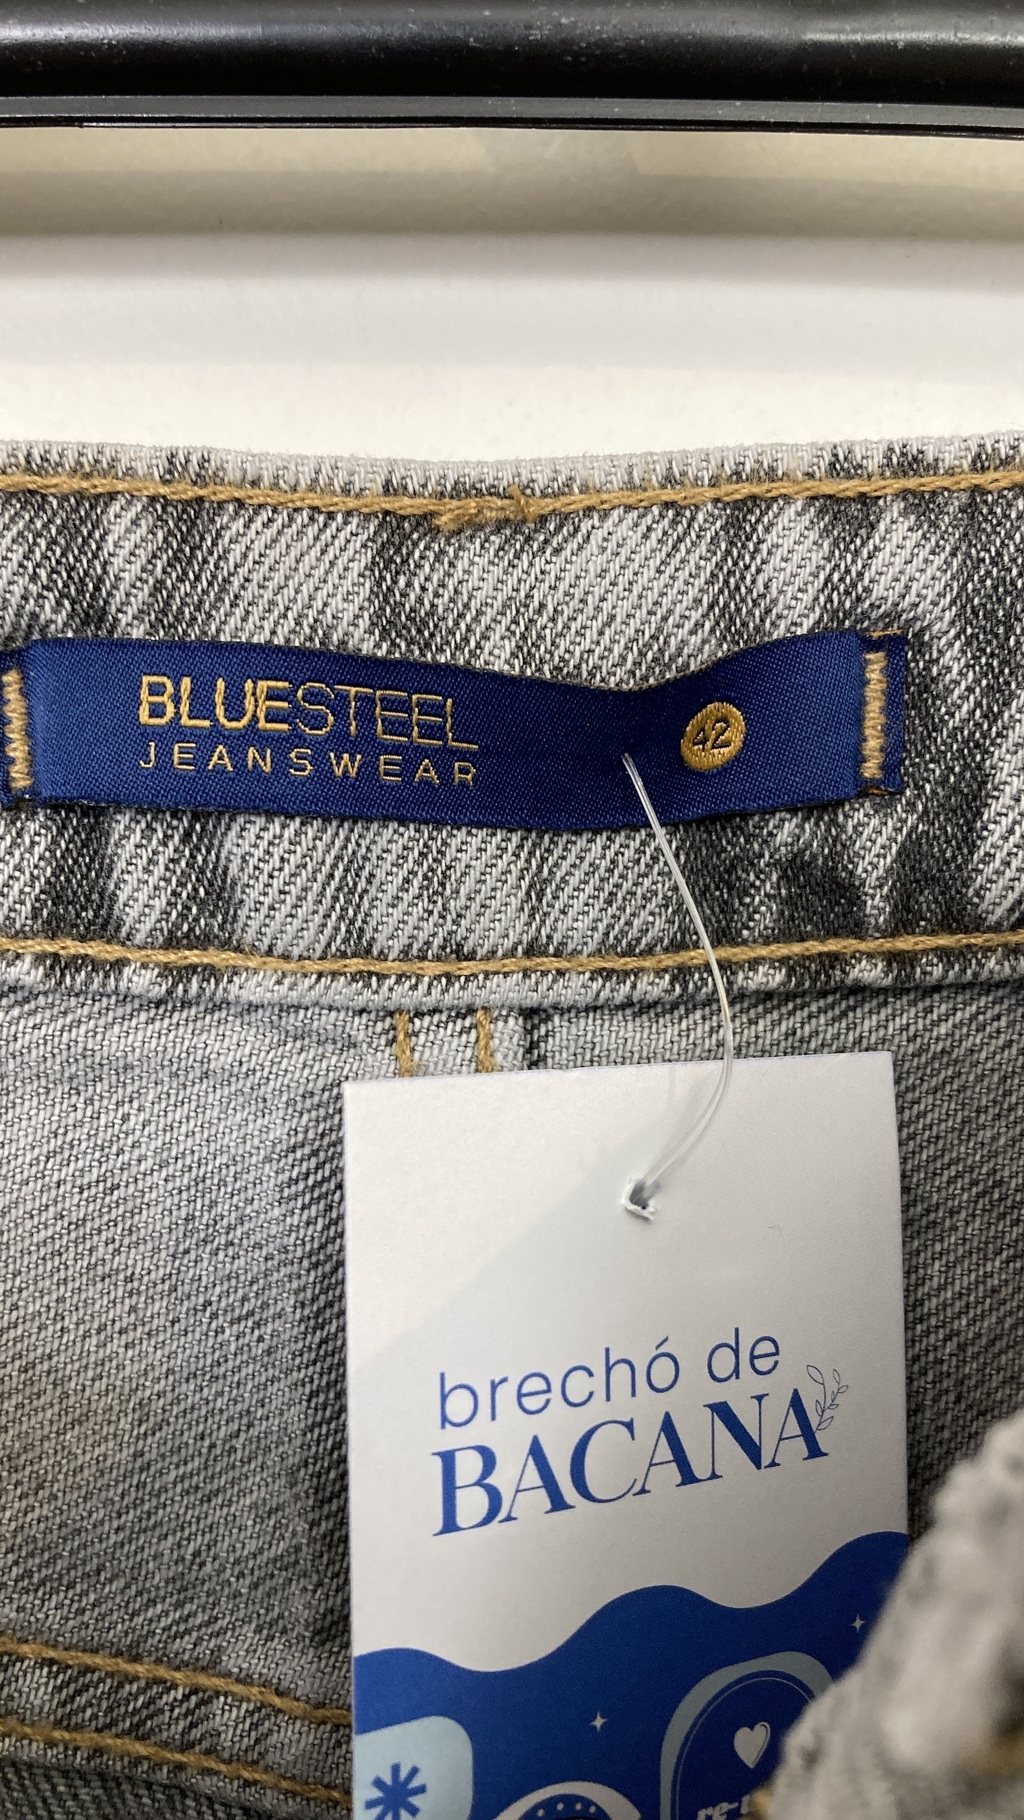 BLUESTEEL
JEANSWEAR
42
brechó de
BACANA